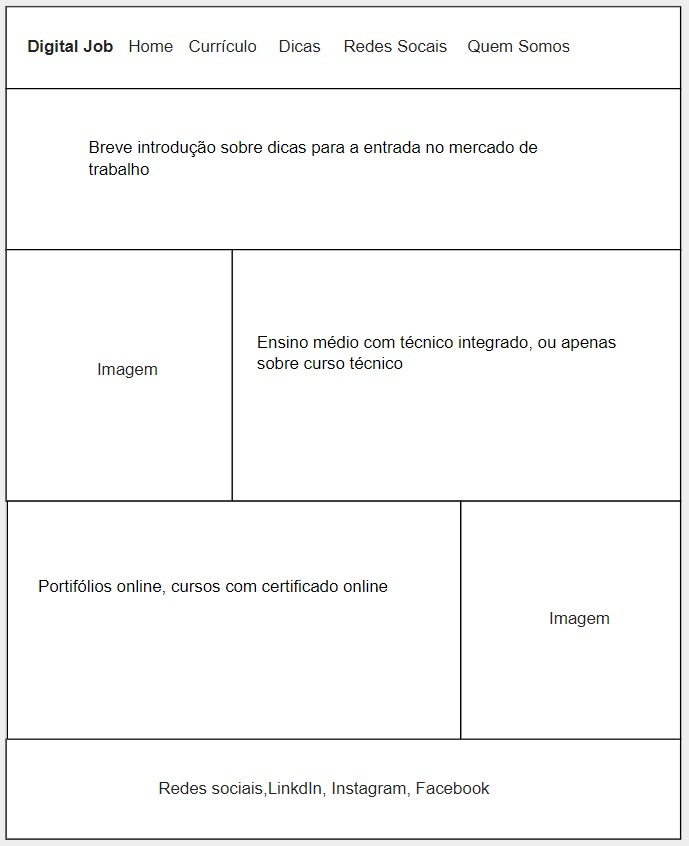 Digital Job Home Currículo Dicas Redes Socais Quem Somos
Breve introdução sobre dicas para a entrada no mercado de
trabalho
Imagem
Ensino médio com técnico integrado, ou apenas
sobre curso técnico
Portifólios online, cursos com certificado online
Imagem
Redes sociais,LinkdIn, Instagram, Facebook